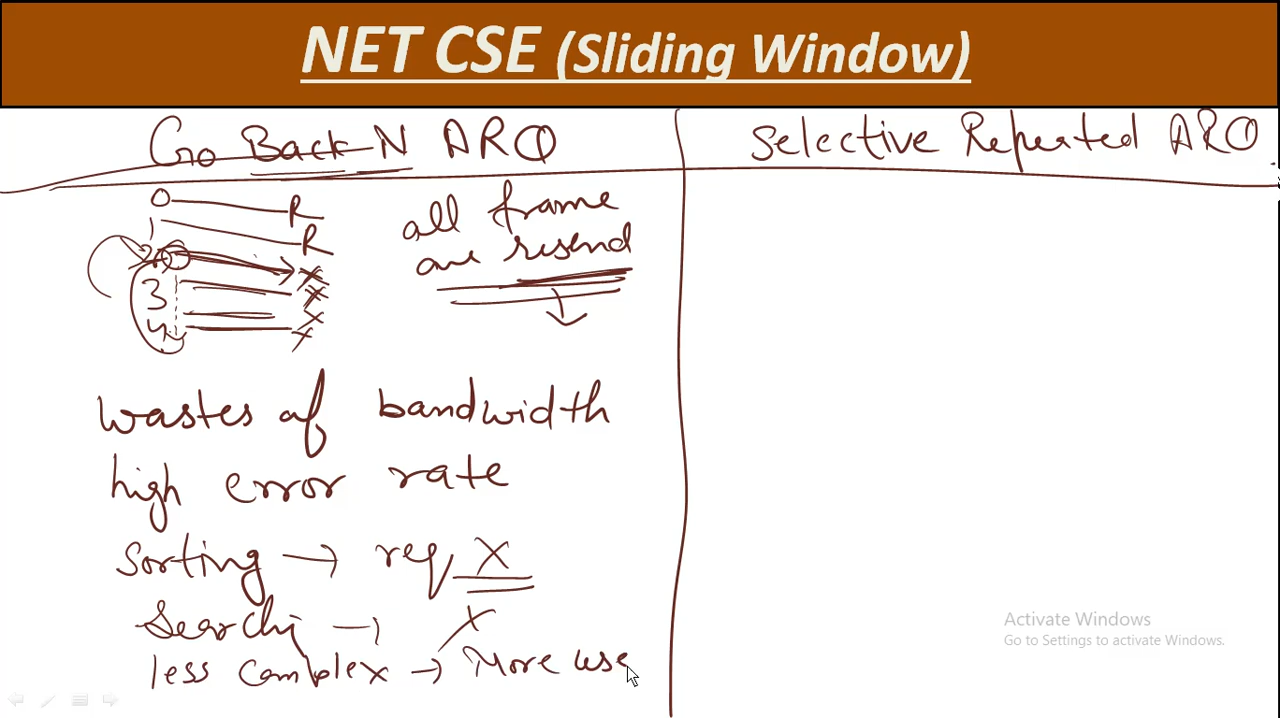 NET CSE (Sliding Window)
Go Back N ARQ
Selective Repeated ARQ.
0 R
1 R
2 x
3 x
4 x
x
all frame
are resend
wastes of bandwidth
high error rate
Sorting → req X
Searchi → X
less complex → More use
Activate Windows
Go to Settings to activate Windows.